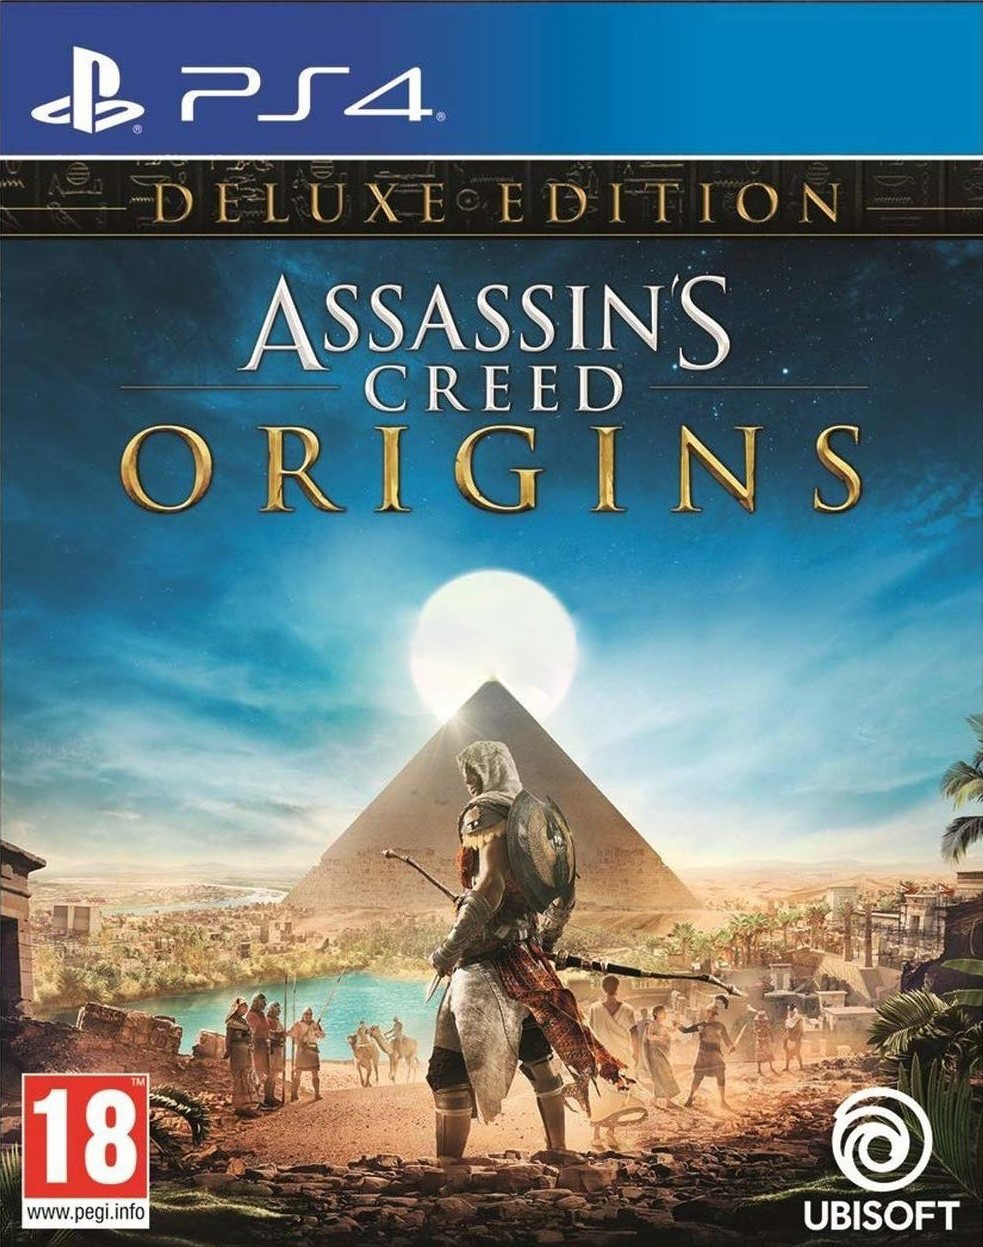 PS4
DELUXE EDITION
ASSASSIN'S
CREED
ORIGINS
18
www.pegi.info
UBISOFT